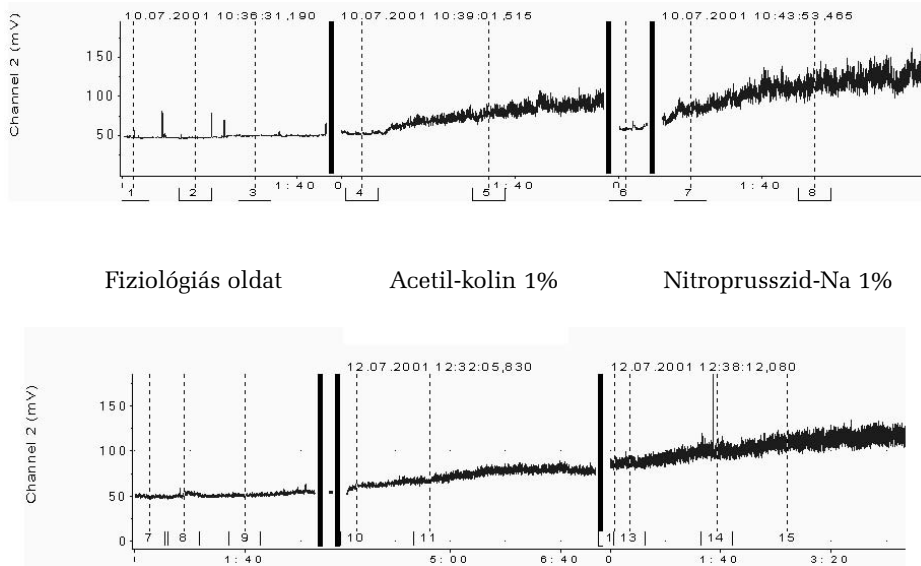 10.07.2001 10:36:31,190 10.07.2001 10:39:01,515 10.07.2001 10:43:53,465
Channel 2 (mV)
150
100
50
1 2 3 1:40 0 4 5 1:40 0 6 7 1:40 8
Fiziológiás oldat Acetil-kolin 1% Nitroprusszid-Na 1%
12.07.2001 12:32:05,830 12.07.2001 12:38:12,080
Channel 2 (mV)
150
100
50
0
7 8 9 10 11 13 14 15
1:40 5:00 6:40 0 1:40 3:20